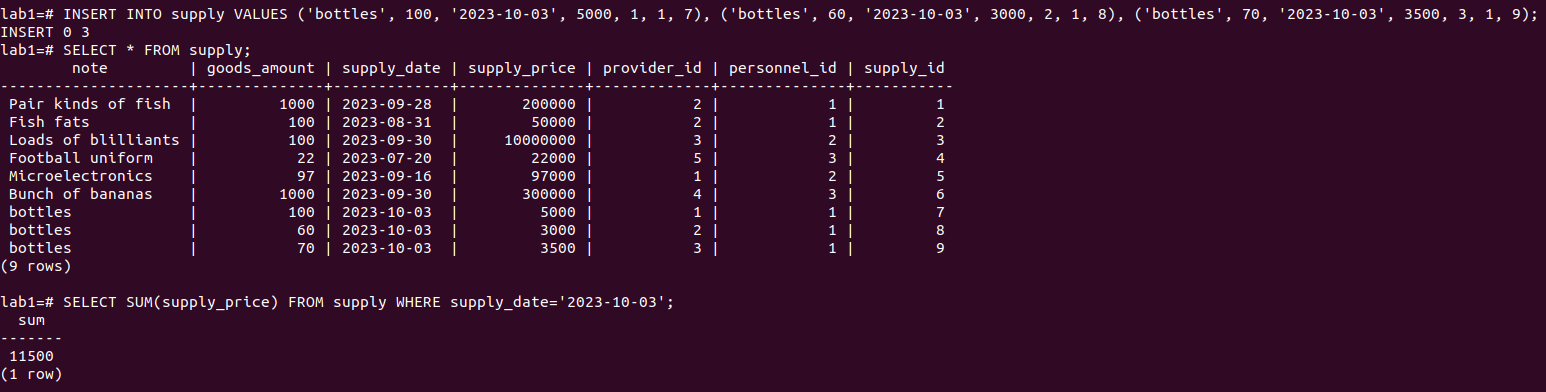 lab1=# INSERT INTO supply VALUES ('bottles', 100, '2023-10-03', 5000, 1, 1, 7), ('bottles', 60, '2023-10-03', 3000, 2, 1, 8), ('bottles', 70, '2023-10-03', 3500, 3, 1, 9);
INSERT 0 3
lab1=# SELECT * FROM supply;
        note         | goods_amount | supply_date | supply_price | provider_id | personnel_id | supply_id
---------------------+--------------+-------------+--------------+-------------+--------------+-----------
 Pair kinds of fish  |         1000 | 2023-09-28  |       200000 |           2 |            1 |         1
 Fish fats           |          100 | 2023-08-31  |        50000 |           2 |            1 |         2
 Loads of blilliants |          100 | 2023-09-30  |     10000000 |           3 |            2 |         3
 Football uniform    |           22 | 2023-07-20  |        22000 |           5 |            3 |         4
 Microelectronics    |           97 | 2023-09-16  |        97000 |           1 |            2 |         5
 Bunch of bananas    |         1000 | 2023-09-30  |       300000 |           4 |            3 |         6
 bottles             |          100 | 2023-10-03  |         5000 |           1 |            1 |         7
 bottles             |           60 | 2023-10-03  |         3000 |           2 |            1 |         8
 bottles             |           70 | 2023-10-03  |         3500 |           3 |            1 |         9
(9 rows)

lab1=# SELECT SUM(supply_price) FROM supply WHERE supply_date='2023-10-03';
  sum
-------
 11500
(1 row)